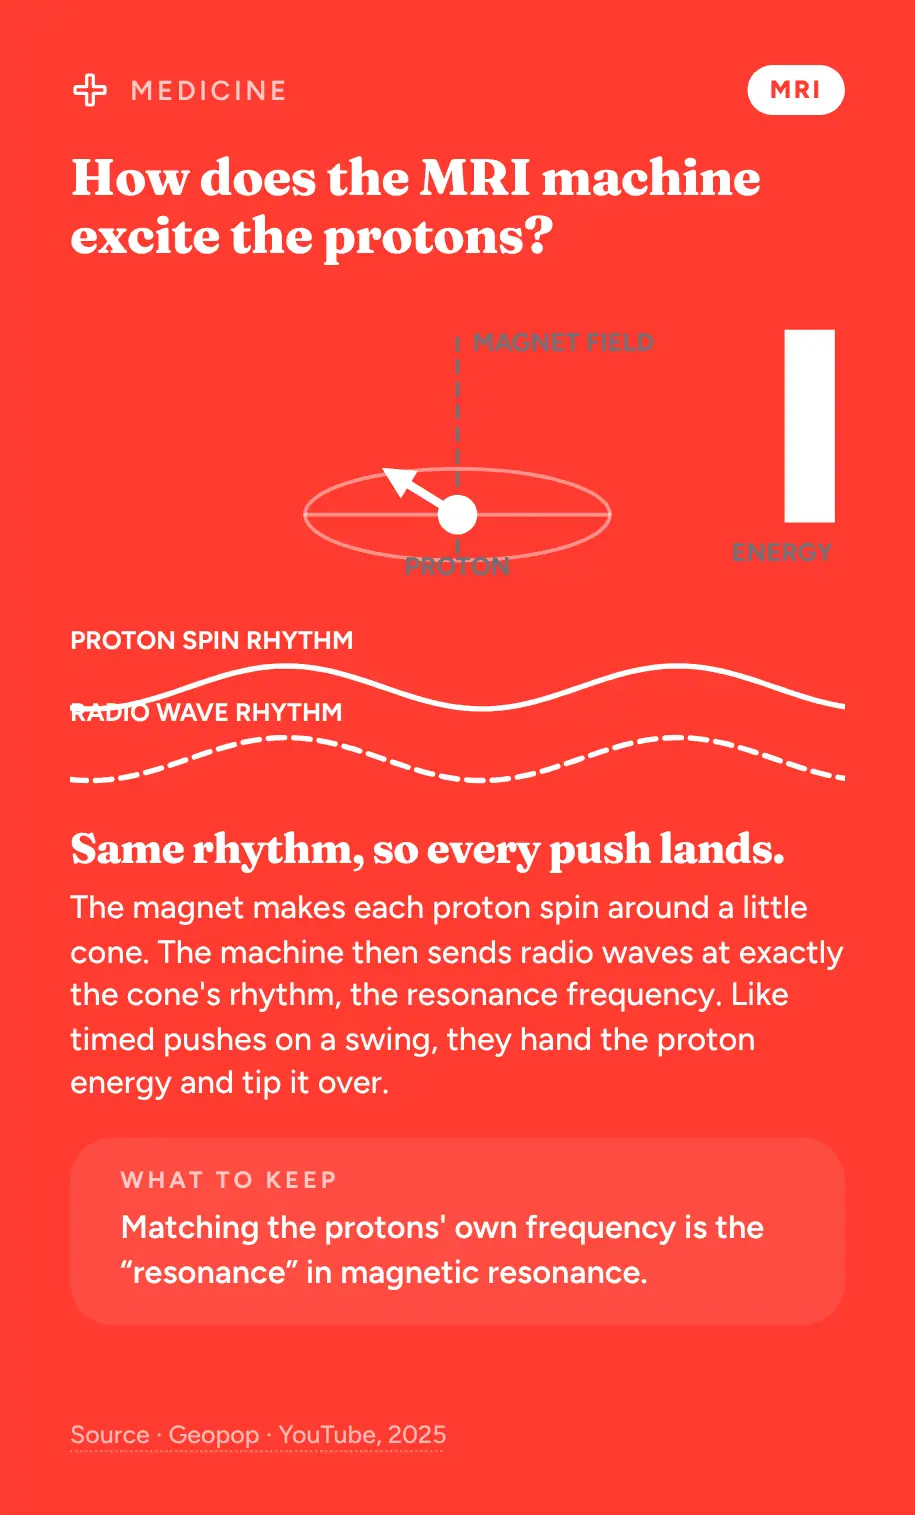 MEDICINE
MRI
How does the MRI machine
excite the protons?
MAGNET FIELD
PROTON
ENERGY
PROTON SPIN RHYTHM
RADIO WAVE RHYTHM
Same rhythm, so every push lands.
The magnet makes each proton spin around a little
cone. The machine then sends radio waves at exactly
the cone's rhythm, the resonance frequency. Like
timed pushes on a swing, they hand the proton
energy and tip it over.
WHAT TO KEEP
Matching the protons' own frequency is the
“resonance” in magnetic resonance.
Source · Geopop · YouTube, 2025